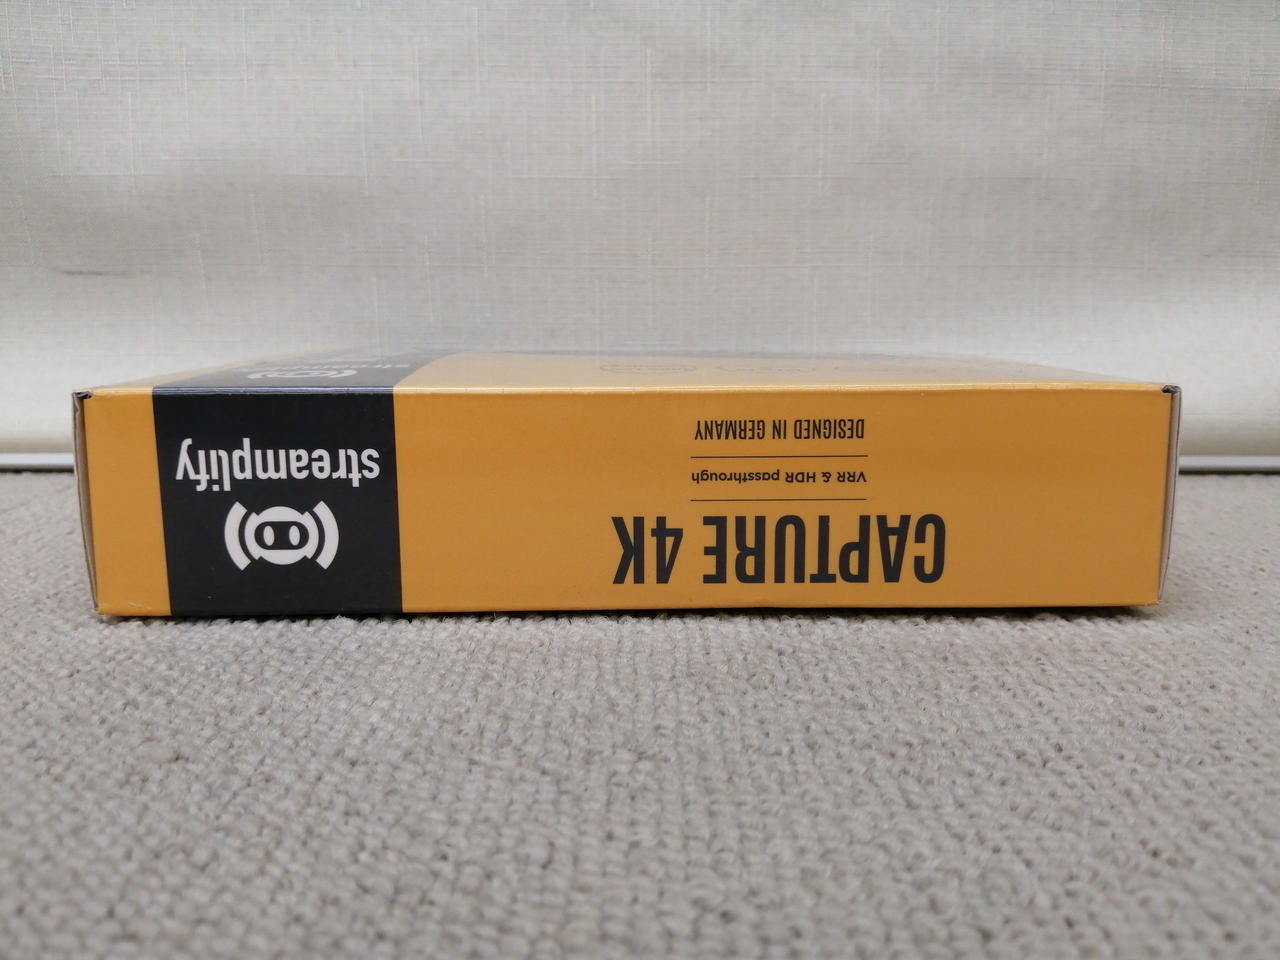 CAPTURE 4K
VRR & HDR passthrough
DESIGNED IN GERMANY
streamplify